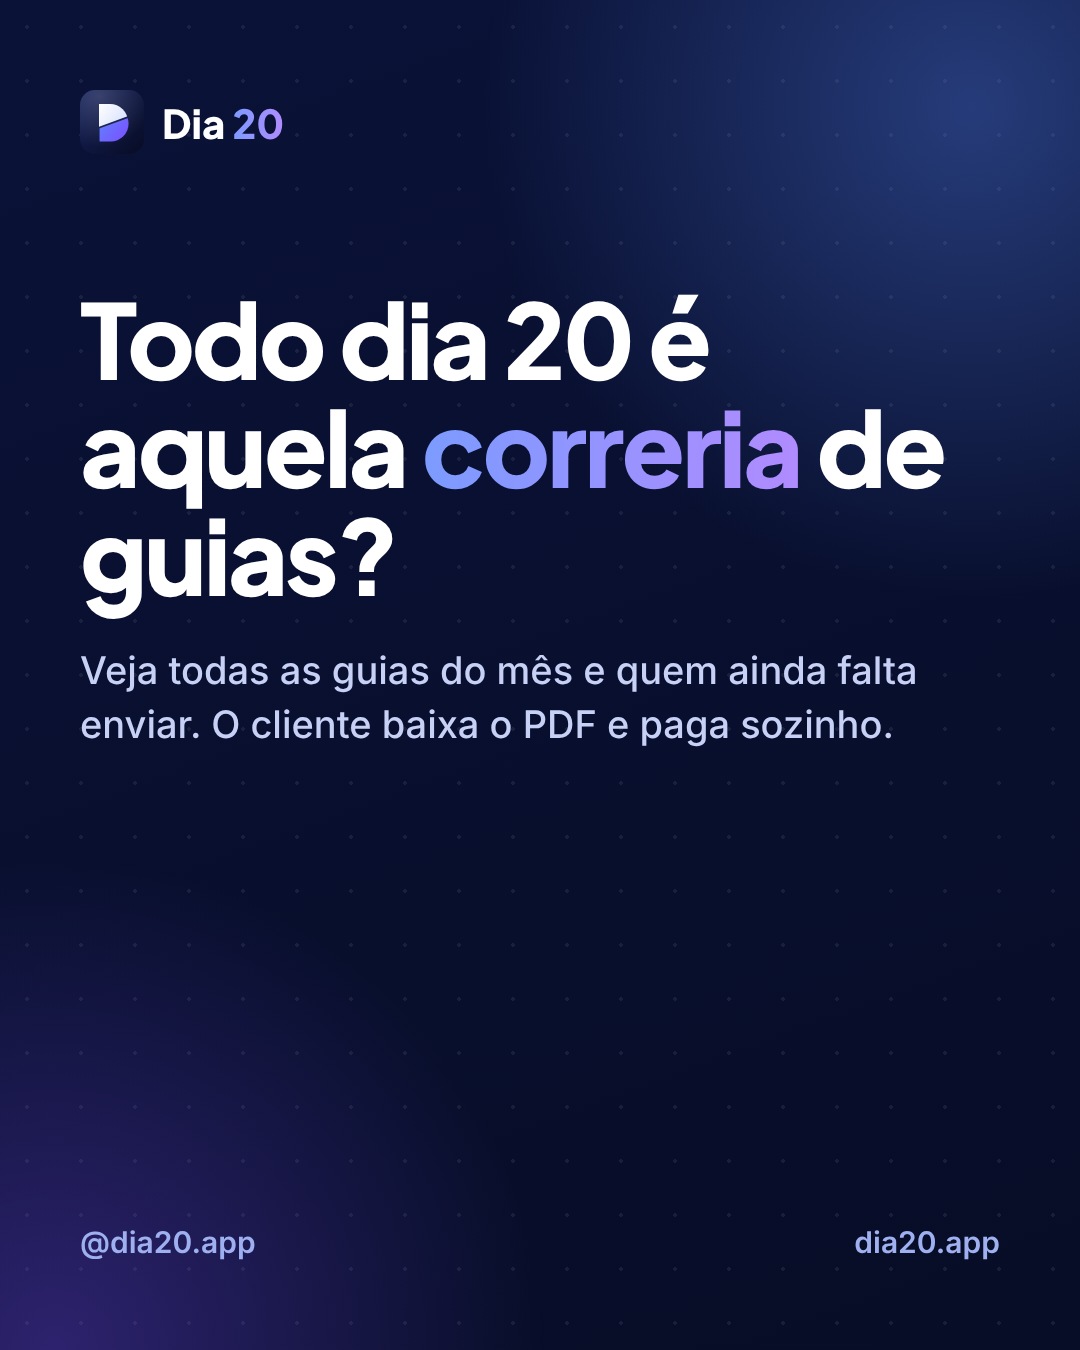 Dia 20
Todo dia 20 é
aquela correria de
guias?
Veja todas as guias do mês e quem ainda falta
enviar. O cliente baixa o PDF e paga sozinho.
@dia20.app
dia20.app